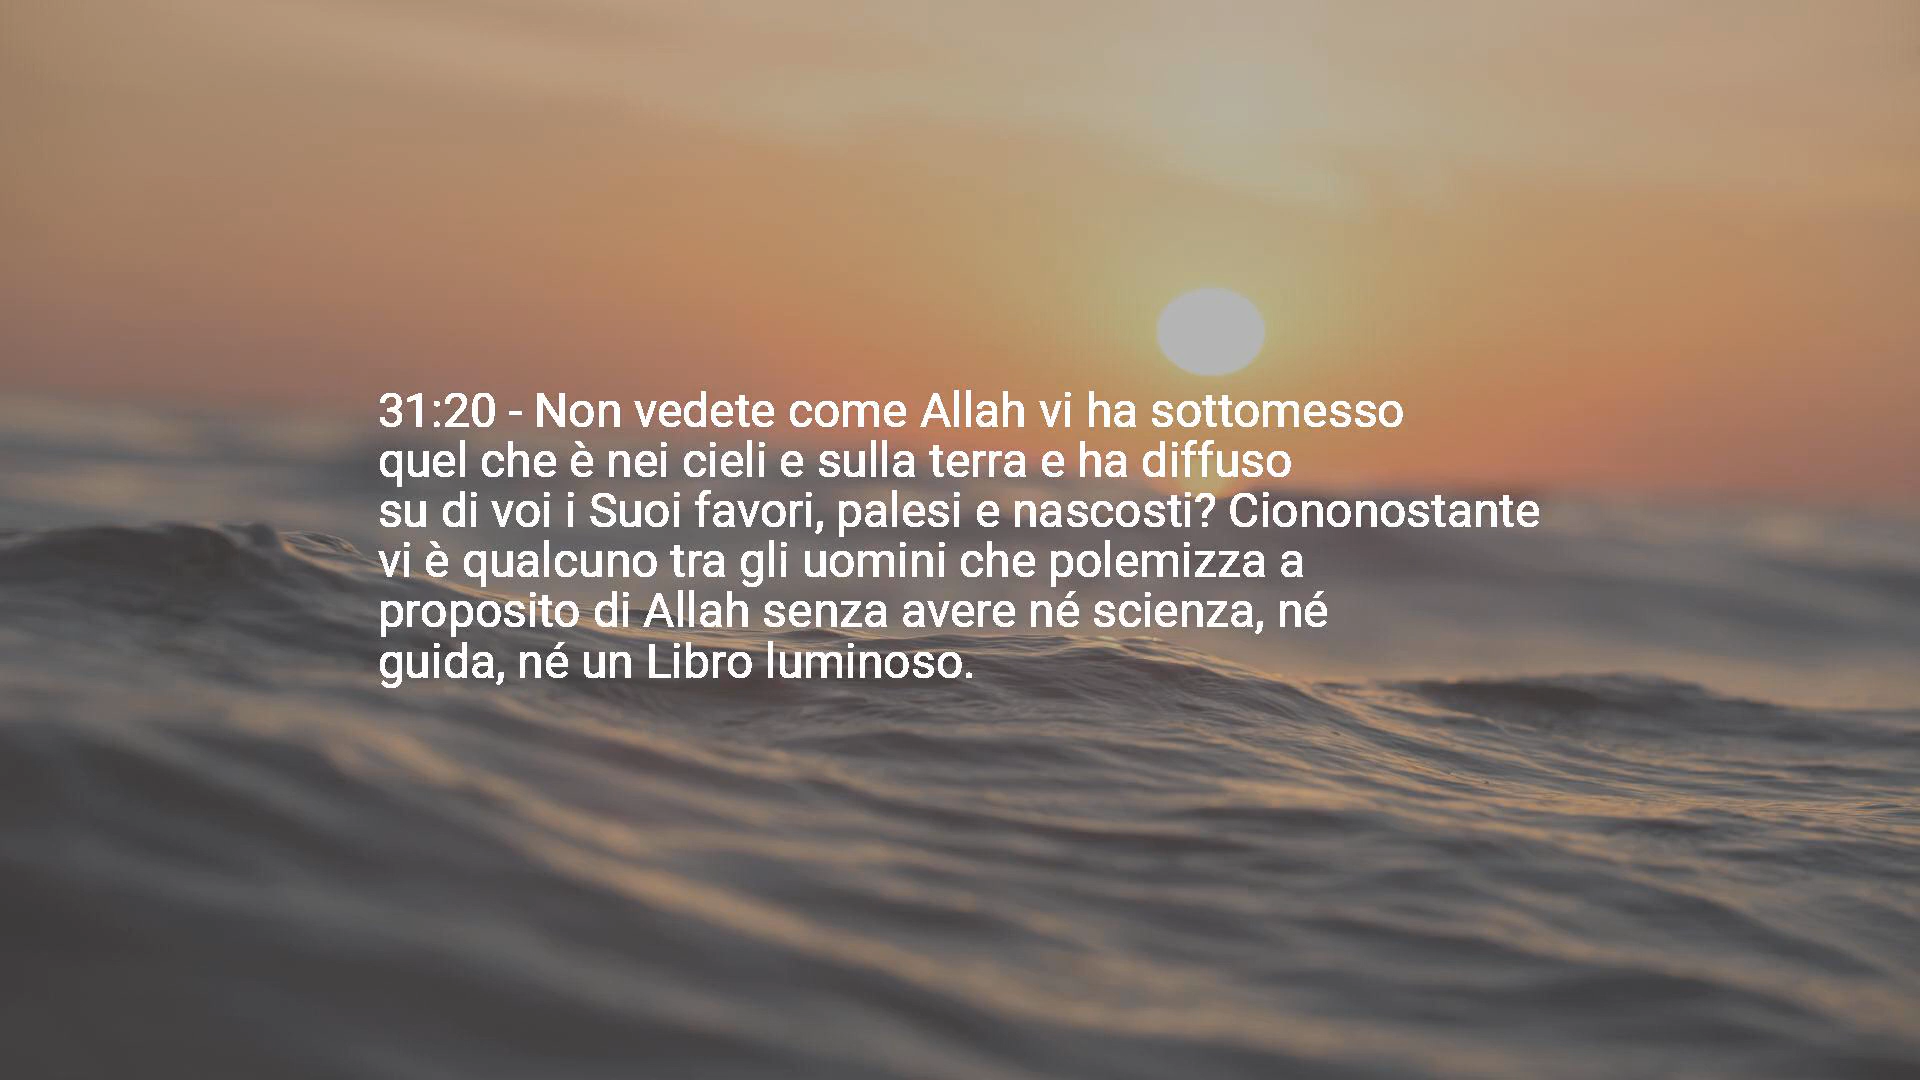 31:20 - Non vedete come Allah vi ha sottomesso
quel che è nei cieli e sulla terra e ha diffuso
su di voi i Suoi favori, palesi e nascosti? Ciononostante
vi è qualcuno tra gli uomini che polemizza a
proposito di Allah senza avere né scienza, né
guida, né un Libro luminoso.